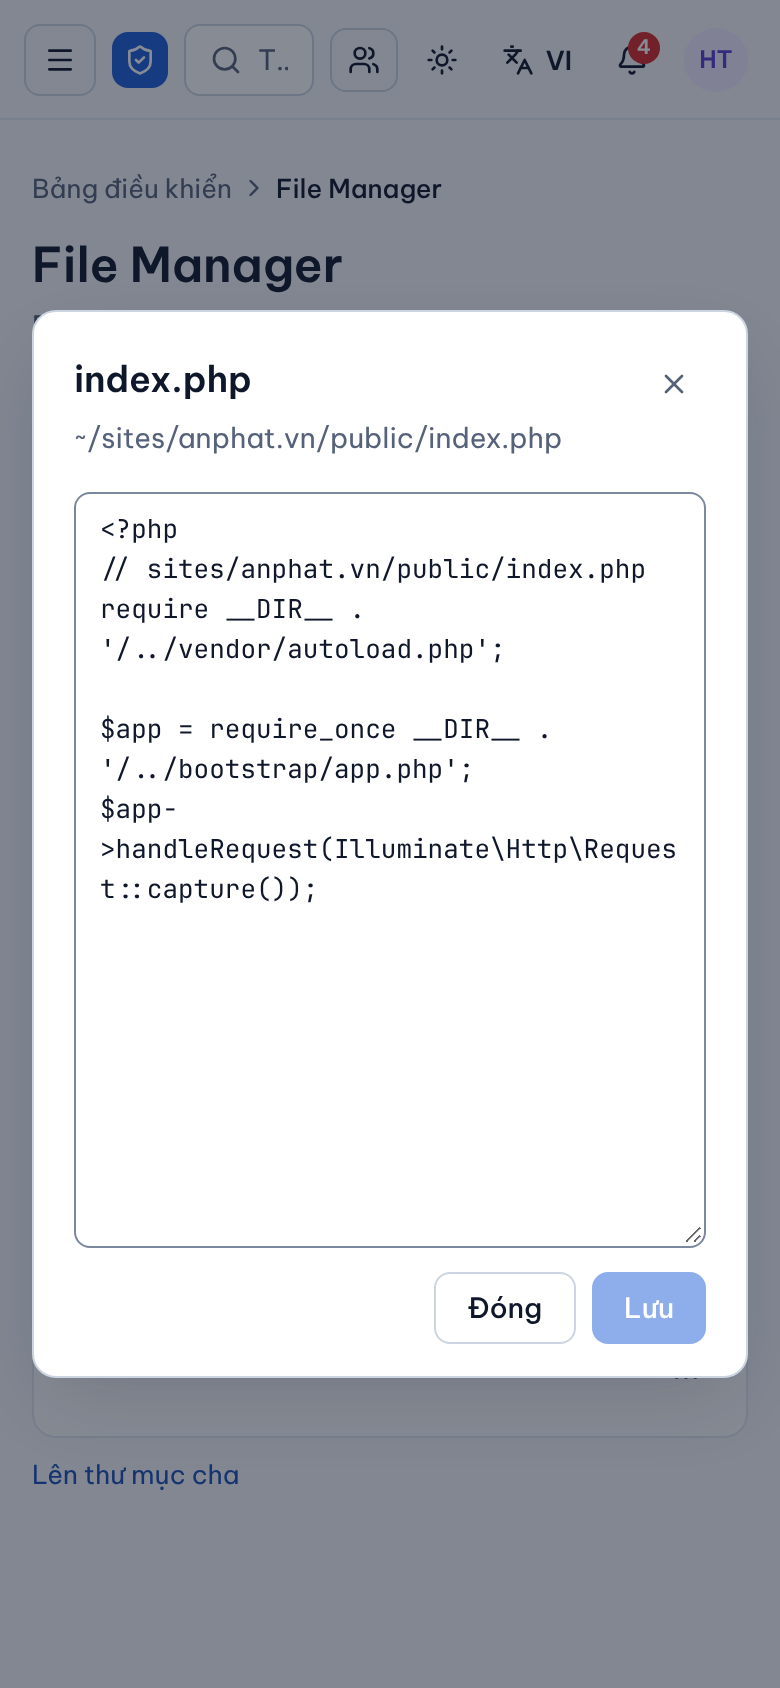 T..
VI
4
HT
Bảng điều khiển > File Manager
File Manager
index.php
~/sites/anphat.vn/public/index.php
<?php
// sites/anphat.vn/public/index.php
require __DIR__ .
'/../vendor/autoload.php';
$app = require_once __DIR__ .
'/../bootstrap/app.php';
$app-
>handleRequest(Illuminate\Http\Reques
t::capture());
Đóng
Lưu
Lên thư mục cha